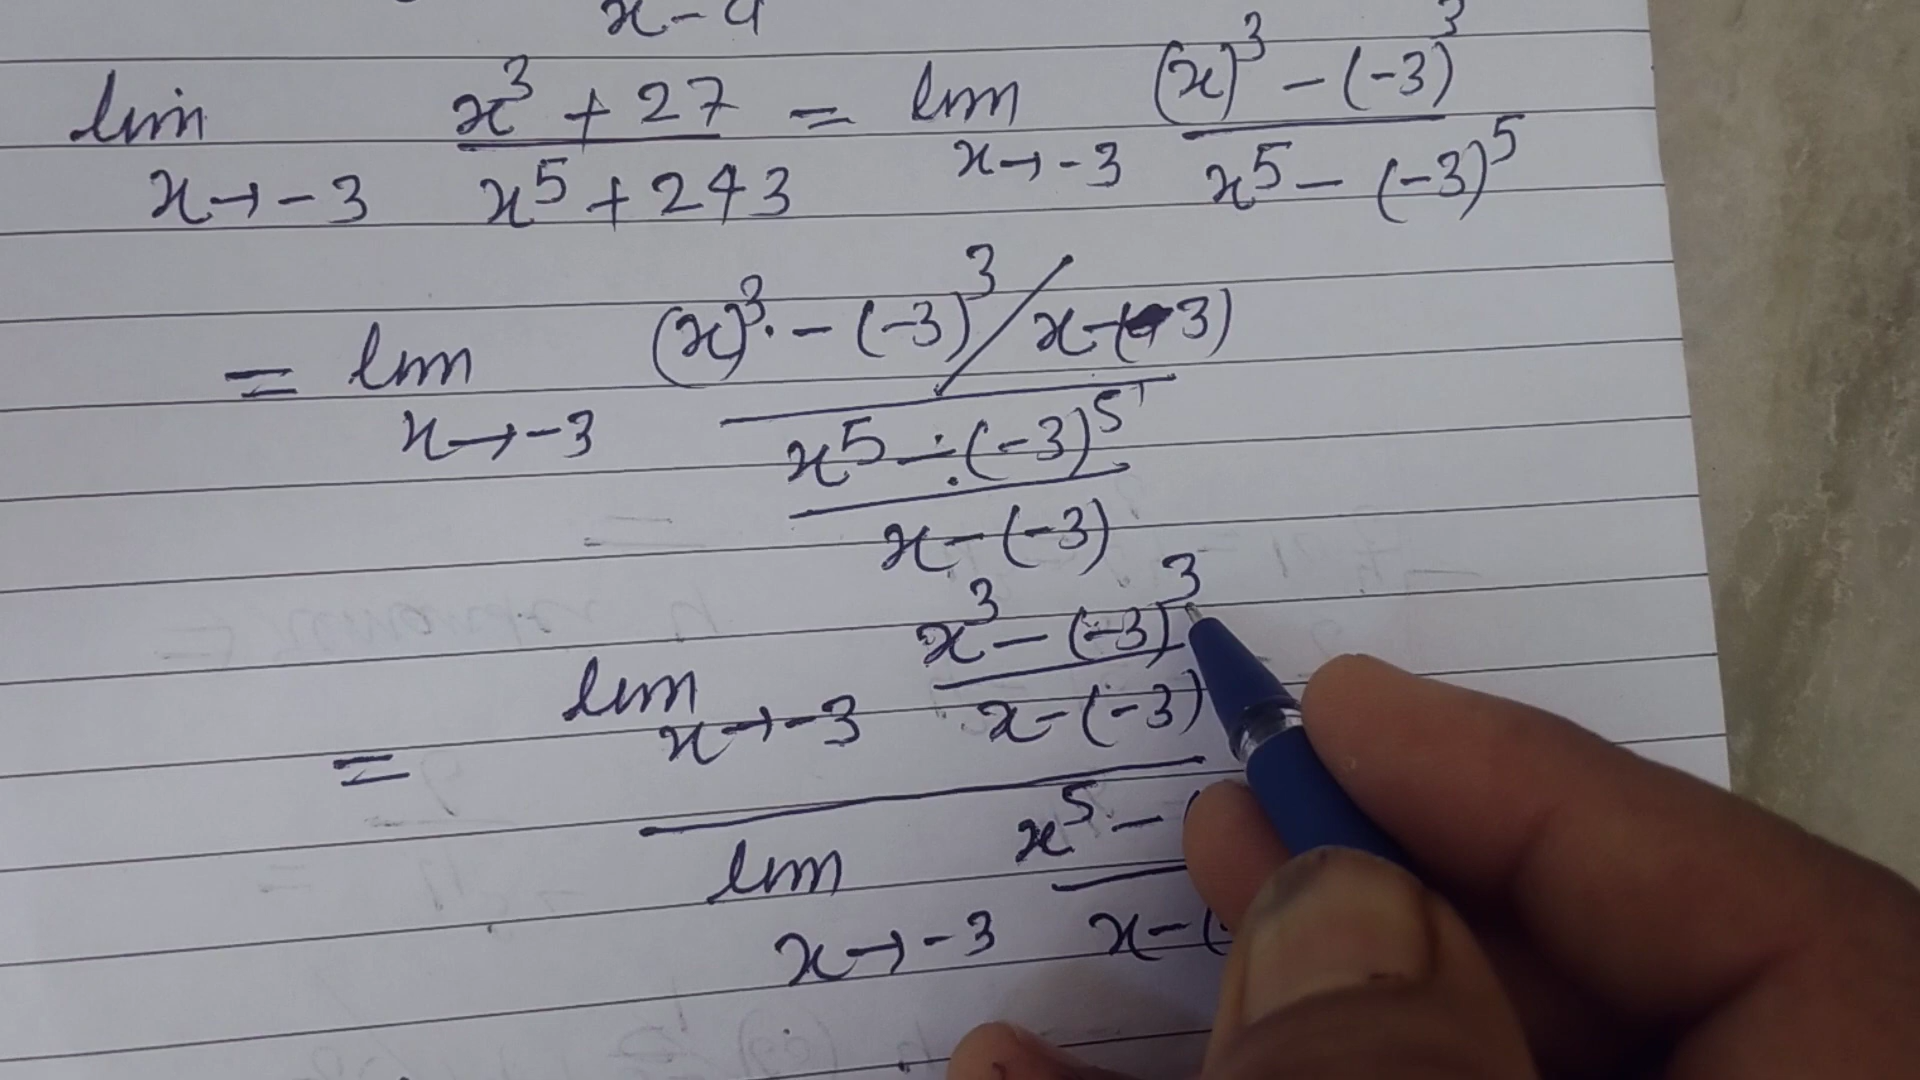 x-a
lim x→-3 x³+27 / x⁵+243 = lim x→-3 (x)³-(-3)³ / x⁵-(-3)⁵
= lim x→-3 (x)³-(-3)³ / x-(-3) / x⁵-(-3)⁵ / x-(-3)
= lim x→-3 x³-(-3)³ / x-(-3)
lim x→-3 x⁵- / x-(